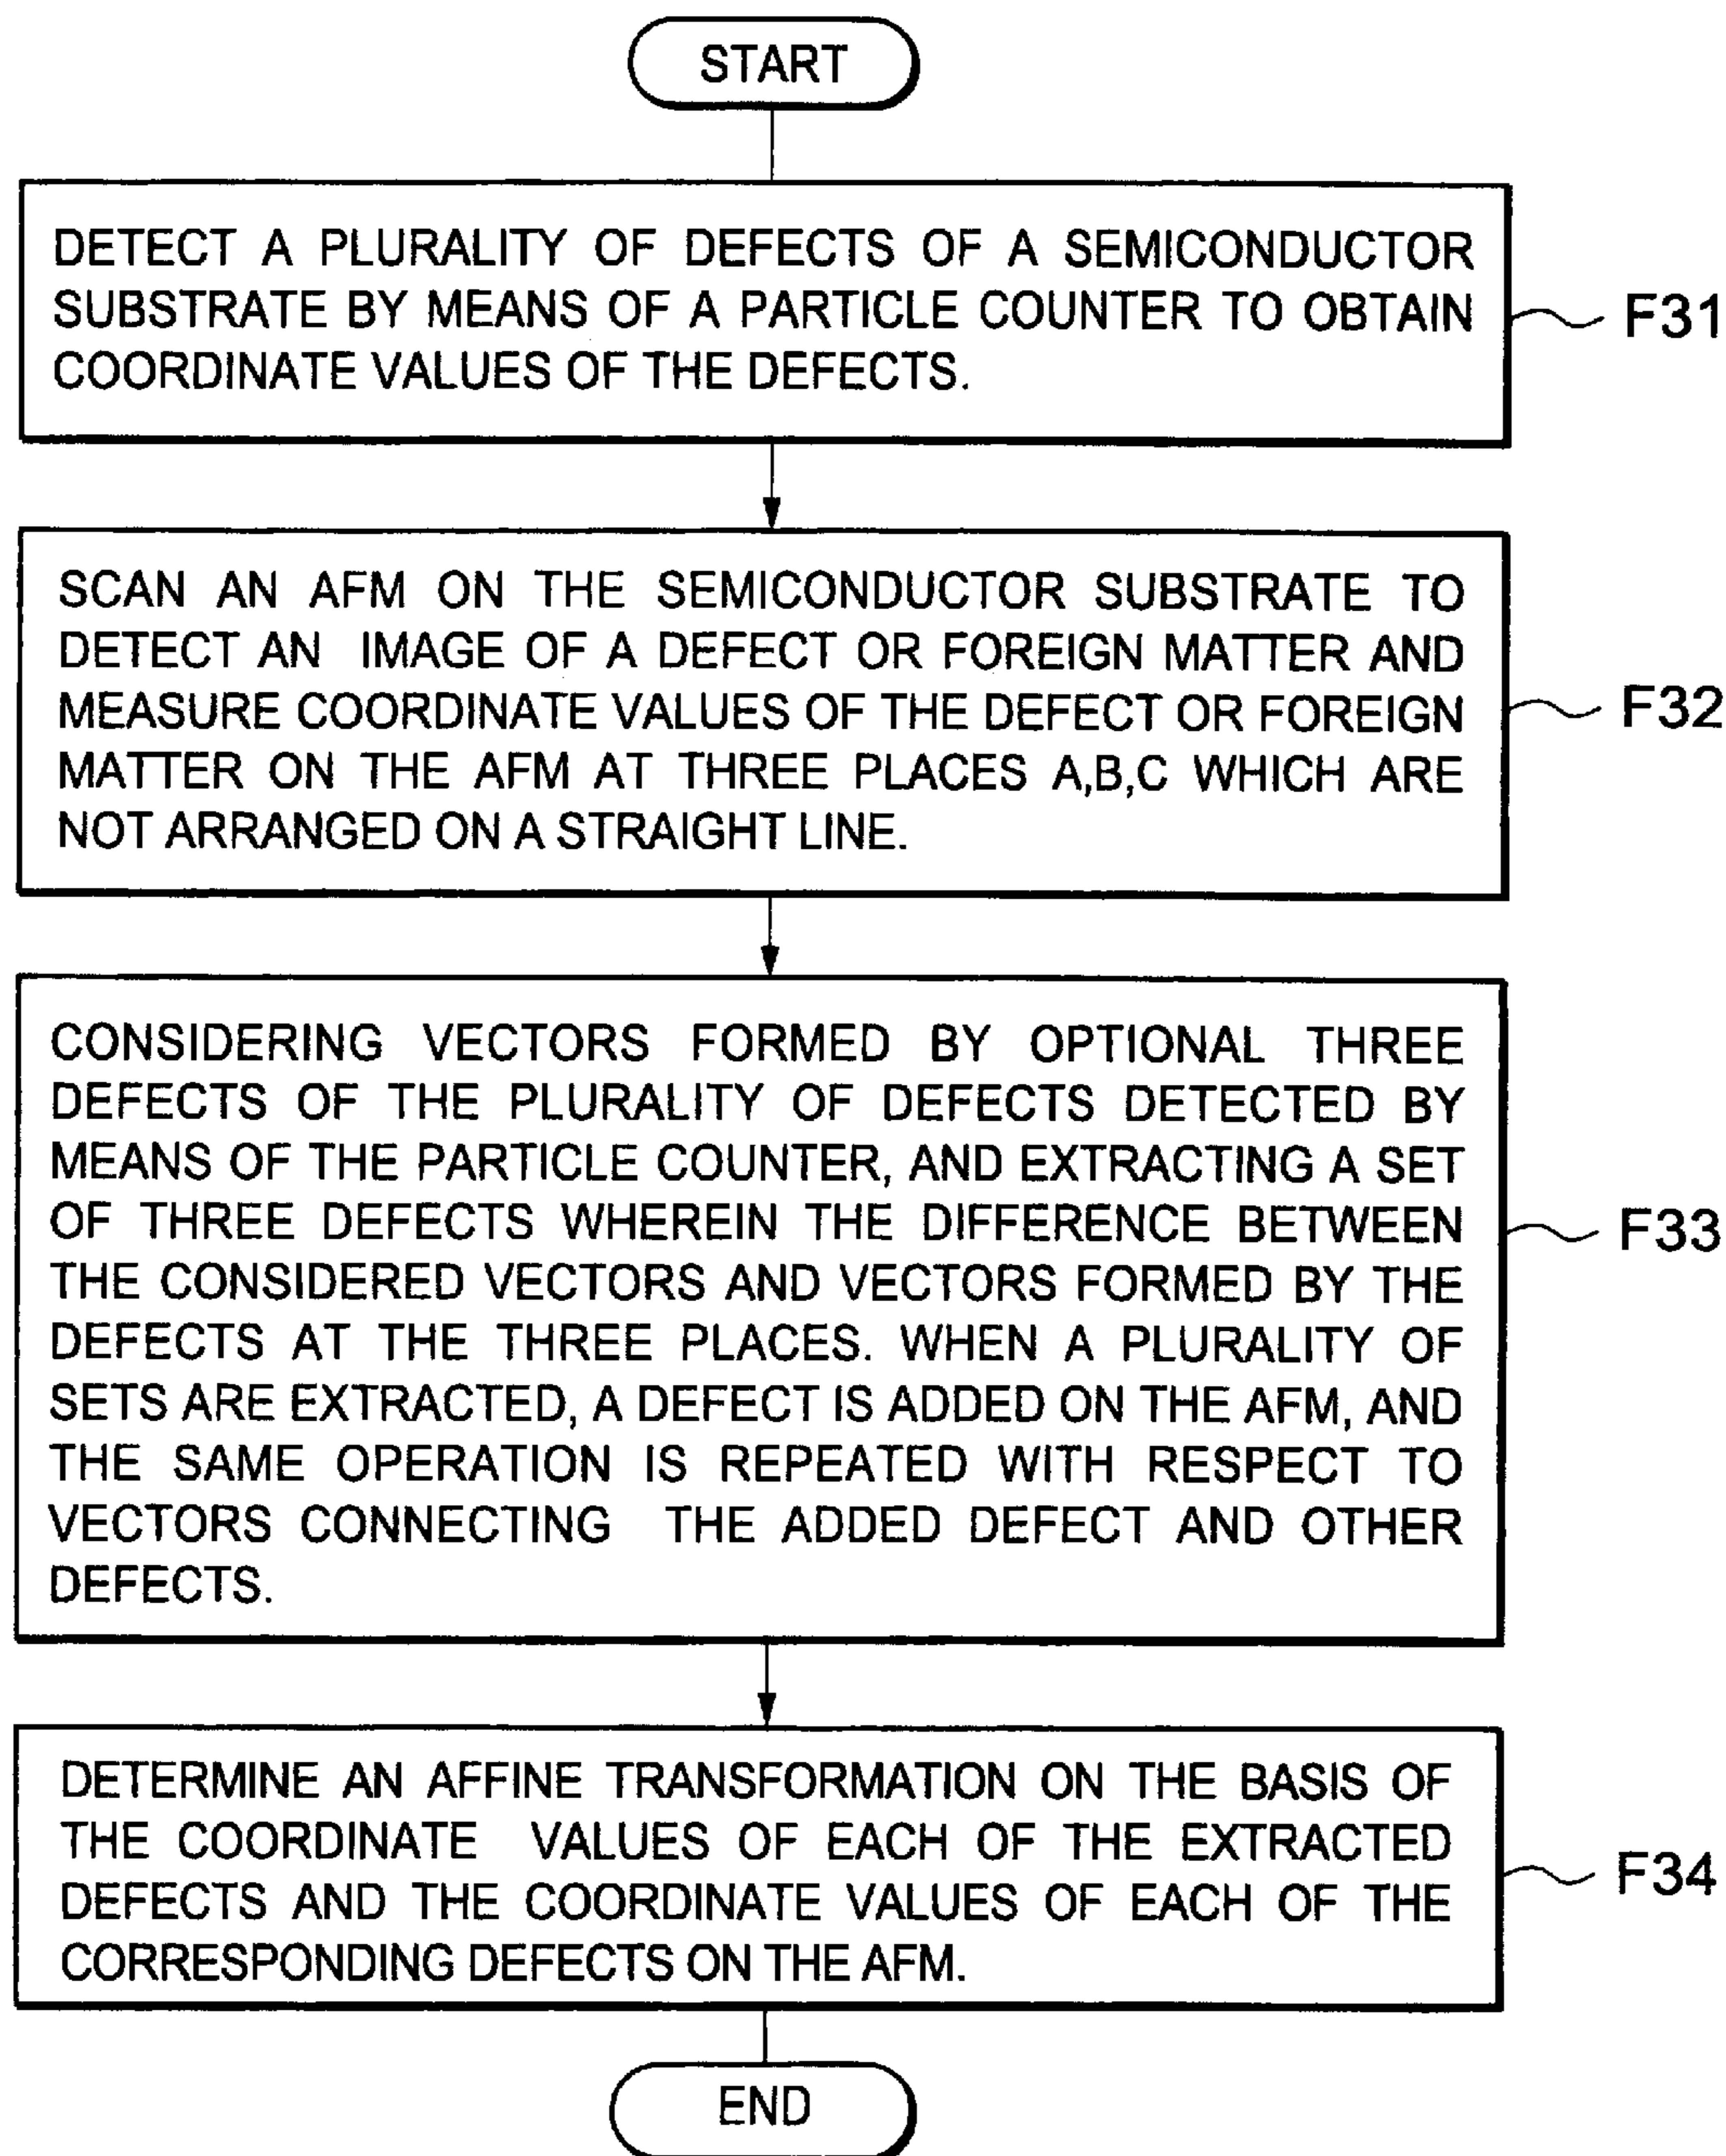 START
DETECT A PLURALITY OF DEFECTS OF A SEMICONDUCTOR
SUBSTRATE BY MEANS OF A PARTICLE COUNTER TO OBTAIN
COORDINATE VALUES OF THE DEFECTS.
F31
SCAN AN AFM ON THE SEMICONDUCTOR SUBSTRATE TO
DETECT AN IMAGE OF A DEFECT OR FOREIGN MATTER AND
MEASURE COORDINATE VALUES OF THE DEFECT OR FOREIGN
MATTER ON THE AFM AT THREE PLACES A,B,C WHICH ARE
NOT ARRANGED ON A STRAIGHT LINE.
F32
CONSIDERING VECTORS FORMED BY OPTIONAL THREE
DEFECTS OF THE PLURALITY OF DEFECTS DETECTED BY
MEANS OF THE PARTICLE COUNTER, AND EXTRACTING A SET
OF THREE DEFECTS WHEREIN THE DIFFERENCE BETWEEN
THE CONSIDERED VECTORS AND VECTORS FORMED BY THE
DEFECTS AT THE THREE PLACES. WHEN A PLURALITY OF
SETS ARE EXTRACTED, A DEFECT IS ADDED ON THE AFM, AND
THE SAME OPERATION IS REPEATED WITH RESPECT TO
VECTORS CONNECTING THE ADDED DEFECT AND OTHER
DEFECTS.
F33
DETERMINE AN AFFINE TRANSFORMATION ON THE BASIS OF
THE COORDINATE VALUES OF EACH OF THE EXTRACTED
DEFECTS AND THE COORDINATE VALUES OF EACH OF THE
CORRESPONDING DEFECTS ON THE AFM.
F34
END